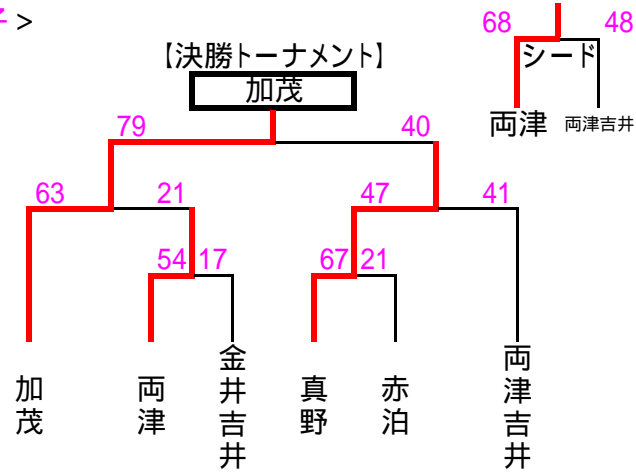 子 >
68 48
シード
両津 両津吉井
【決勝トーナメント】
加茂
79 40
63 21 47 41
54 17 67 21
加茂
両津
金井吉井
真野
赤泊
両津吉井